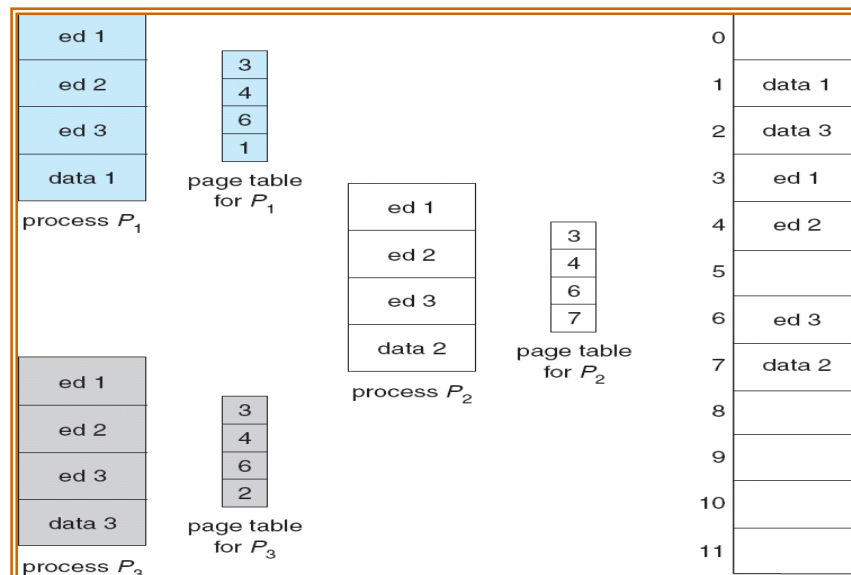 ed 1
ed 2
ed 3
data 1
process P1
3
4
6
1
page table
for P1
ed 1
ed 2
ed 3
data 2
process P2
3
4
6
7
page table
for P2
ed 1
ed 2
ed 3
data 3
process P3
3
4
6
2
page table
for P3
0
1 data 1
2 data 3
3 ed 1
4 ed 2
5
6 ed 3
7 data 2
8
9
10
11